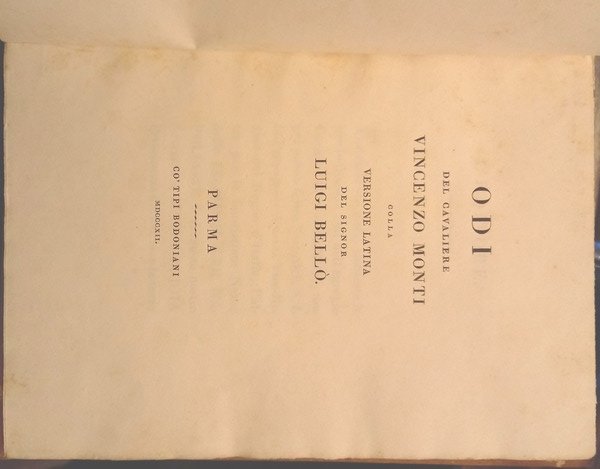 ODI
DEL CAVALIERE
VINCENZO MONTI
COLLA
VERSIONE LATINA
DEL SIGNOR
LUIGI BELLÒ.
PARMA
CO' TIPI BODONIANI
MDCCCXII.